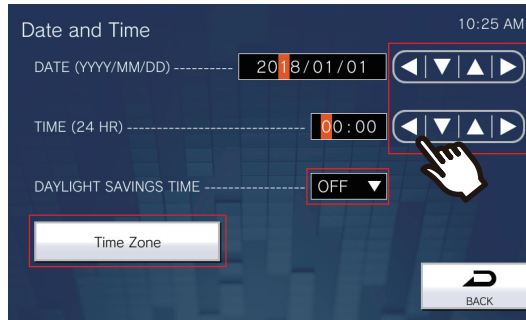 Date and Time 10:25 AM
DATE (YYYY/MM/DD) ---------- 2018/01/01
TIME (24 HR) -------------------- 00:00
DAYLIGHT SAVINGS TIME ----------- OFF
Time Zone
BACK